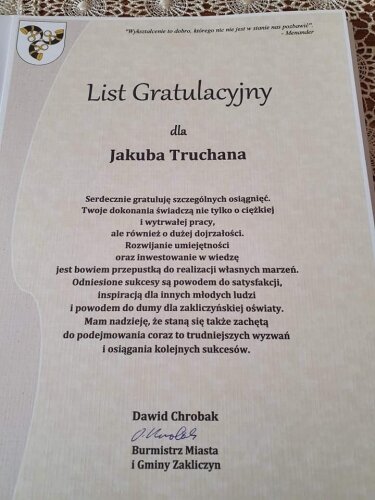 "Wykształcenie to dobro, którego nic nie jest w stanie nas pozbawić".
- Menander
List Gratulacyjny
dla
Jakuba Truchana
Serdecznie gratuluję szczególnych osiągnięć.
Twoje dokonania świadczą nie tylko o ciężkiej
i wytrwałej pracy,
ale również o dużej dojrzałości.
Rozwijanie umiejętności
oraz inwestowanie w wiedzę
jest bowiem przepustką do realizacji własnych marzeń.
Odniesione sukcesy są powodem do satysfakcji,
inspiracją dla innych młodych ludzi
i powodem do dumy dla zakliczyńskiej oświaty.
Mam nadzieję, że staną się także zachętą
do podejmowania coraz to trudniejszych wyzwań
i osiągania kolejnych sukcesów.
Dawid Chrobak
Burmistrz Miasta
i Gminy Zakliczyn